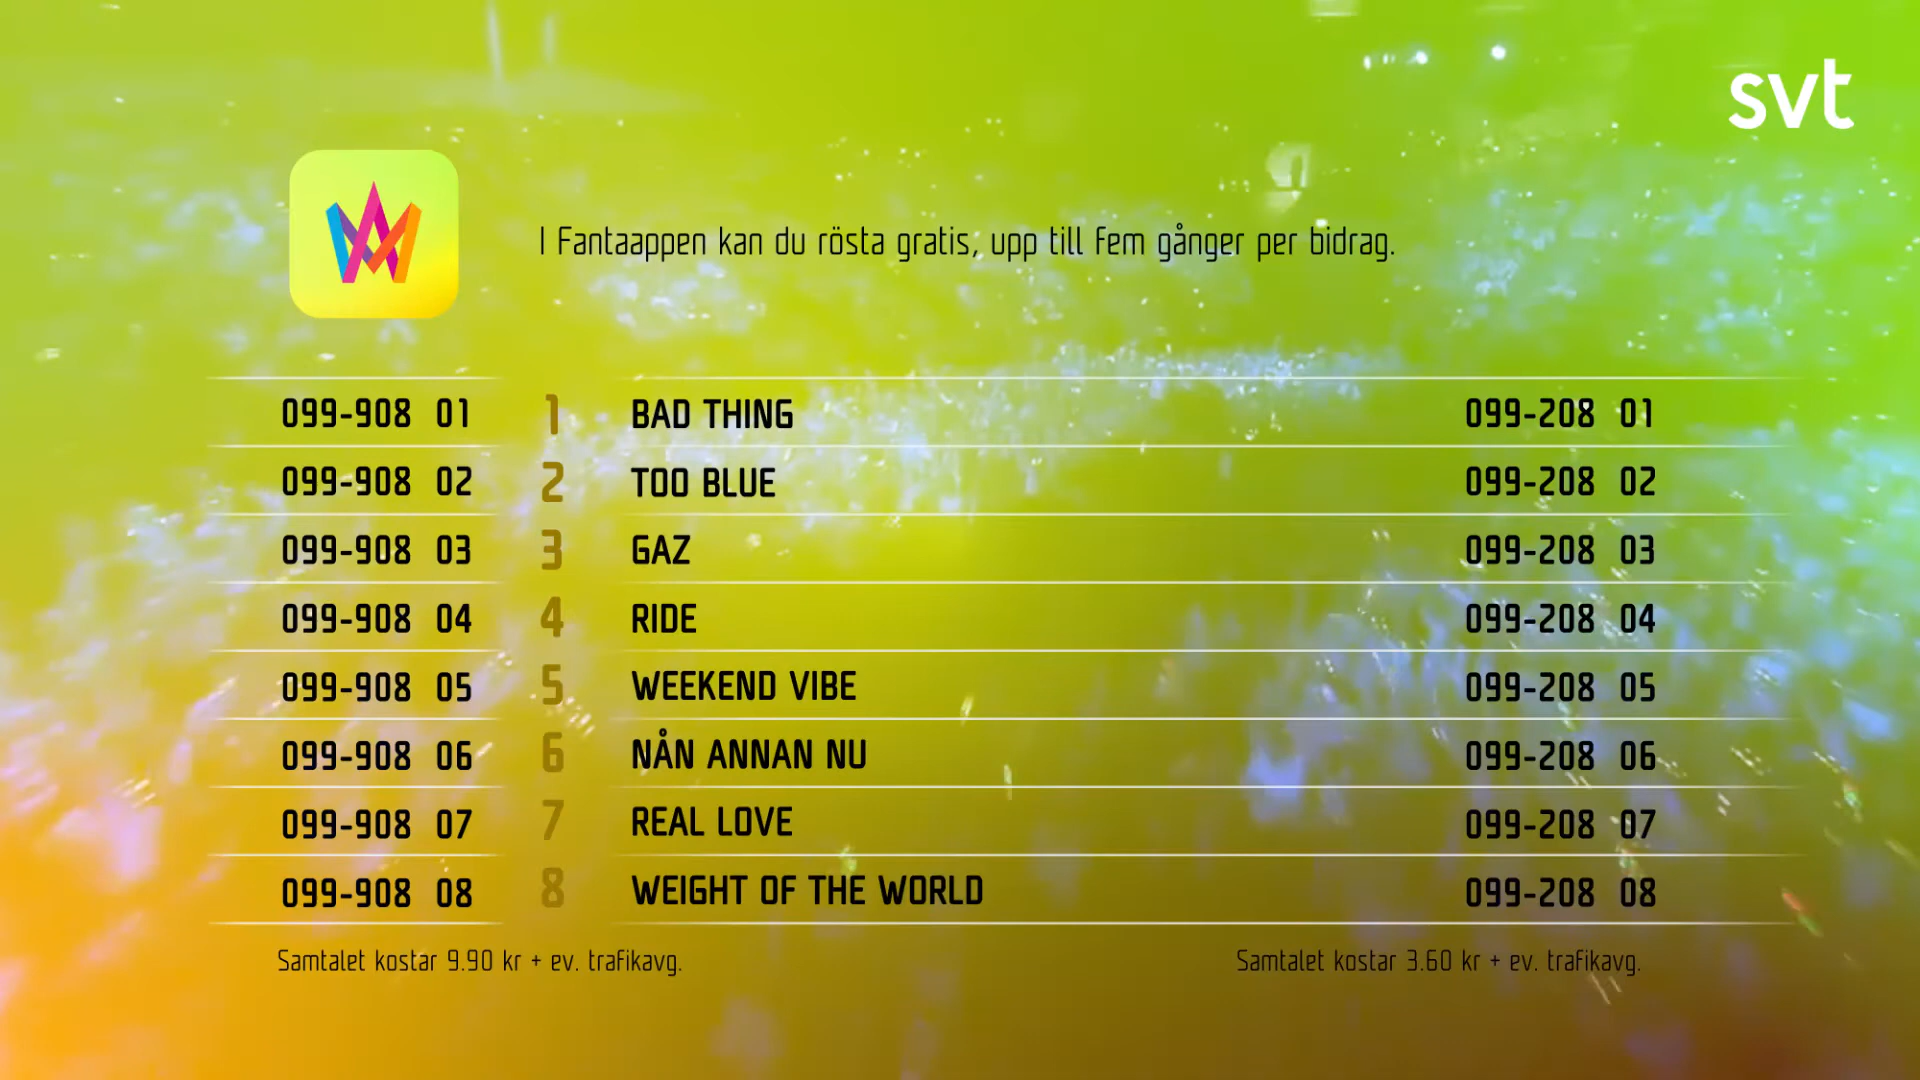 svt
I Fantaappen kan du rösta gratis, upp till fem gånger per bidrag.
099-908 01 1 BAD THING 099-208 01
099-908 02 2 TOO BLUE 099-208 02
099-908 03 3 GAZ 099-208 03
099-908 04 4 RIDE 099-208 04
099-908 05 5 WEEKEND VIBE 099-208 05
099-908 06 6 NÅN ANNAN NU 099-208 06
099-908 07 7 REAL LOVE 099-208 07
099-908 08 8 WEIGHT OF THE WORLD 099-208 08
Samtalet kostar 9.90 kr + ev. trafikavg. Samtalet kostar 3.60 kr + ev. trafikavg.